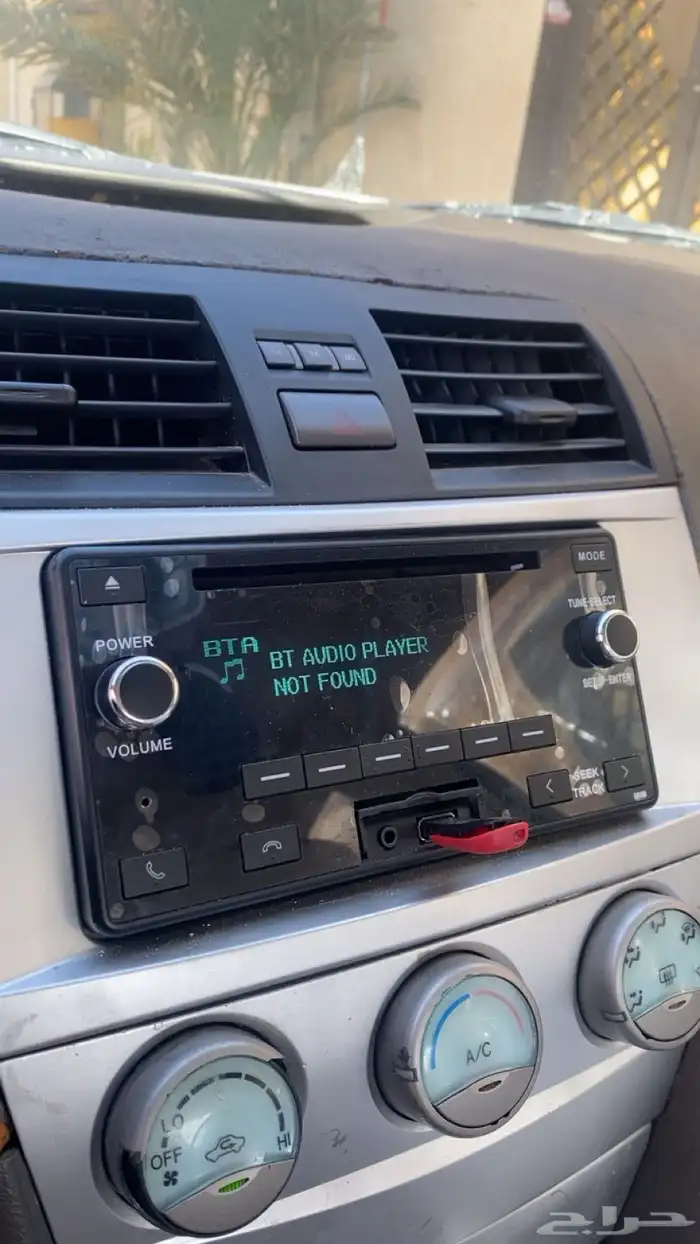 MODE
TUNE·SELECT
POWER
BTA
BT AUDIO PLAYER
NOT FOUND
SETUP·ENTER
VOLUME
SEEK
TRACK
A/C
LO
OFF
HI
حراج